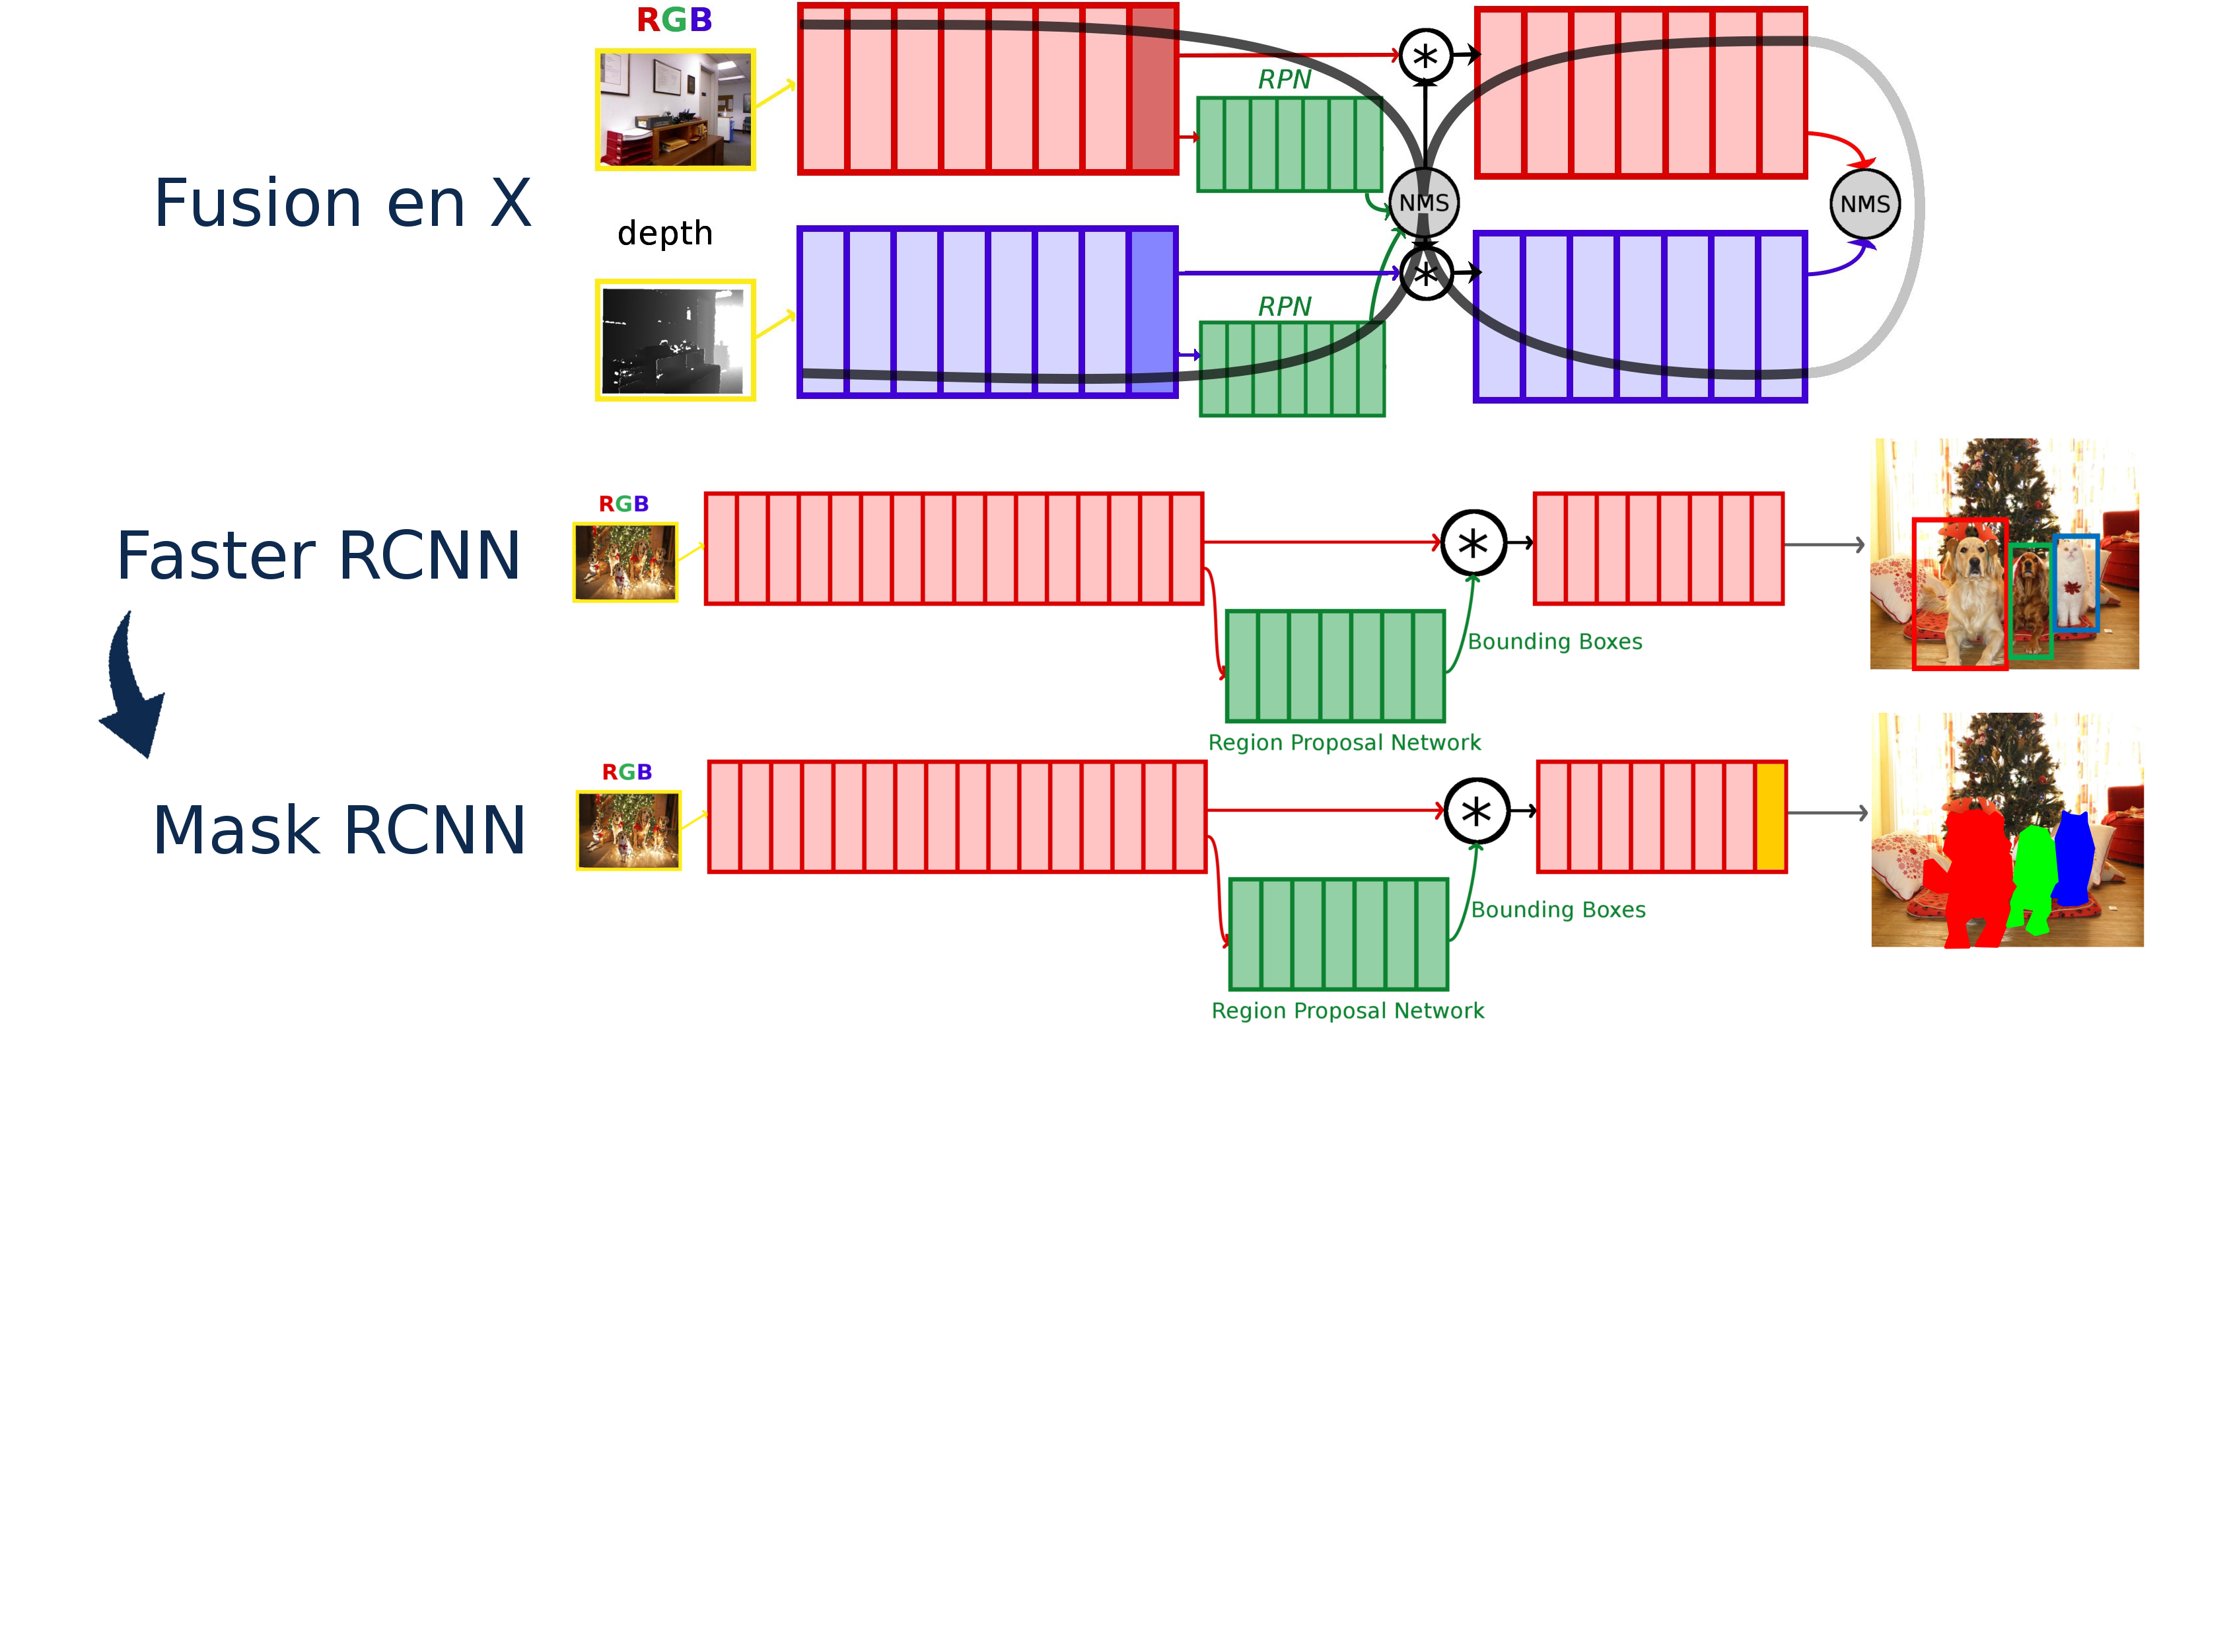 RGB
RPN
Fusion en X
NMS
NMS
*
depth
*
RPN
RGB
Faster RCNN
*
Bounding Boxes
Region Proposal Network
RGB
Mask RCNN
*
Bounding Boxes
Region Proposal Network